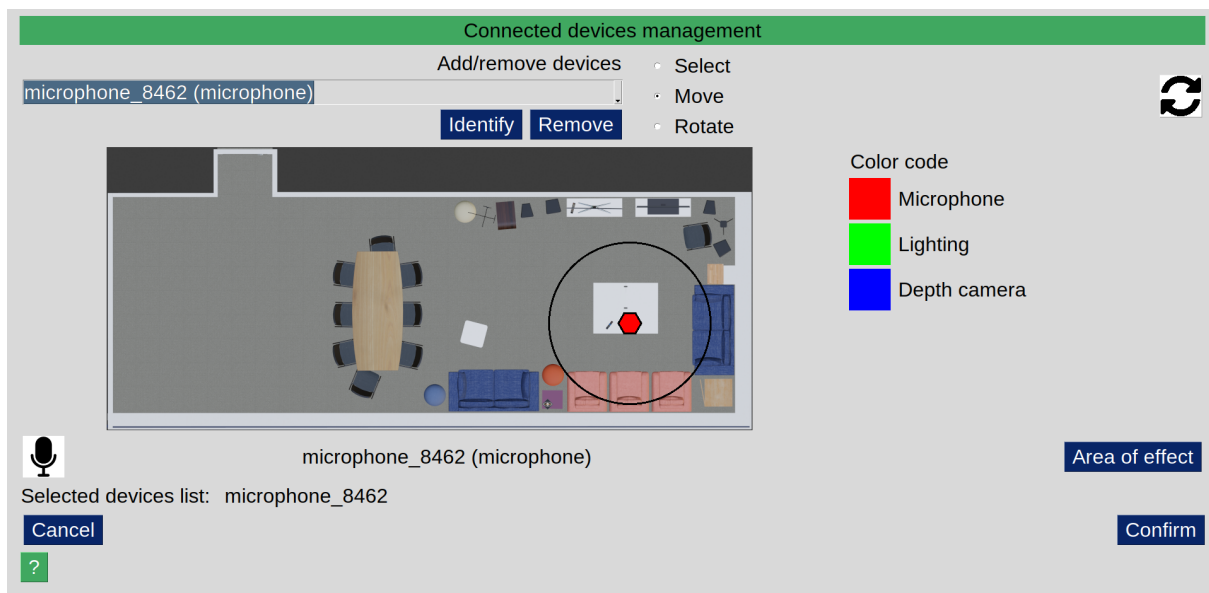 Connected devices management
Add/remove devices
Select
microphone_8462 (microphone)
Move
Identify
Remove
Rotate
Color code
Microphone
Lighting
Depth camera
microphone_8462 (microphone)
Area of effect
Selected devices list: microphone_8462
Cancel
Confirm
?